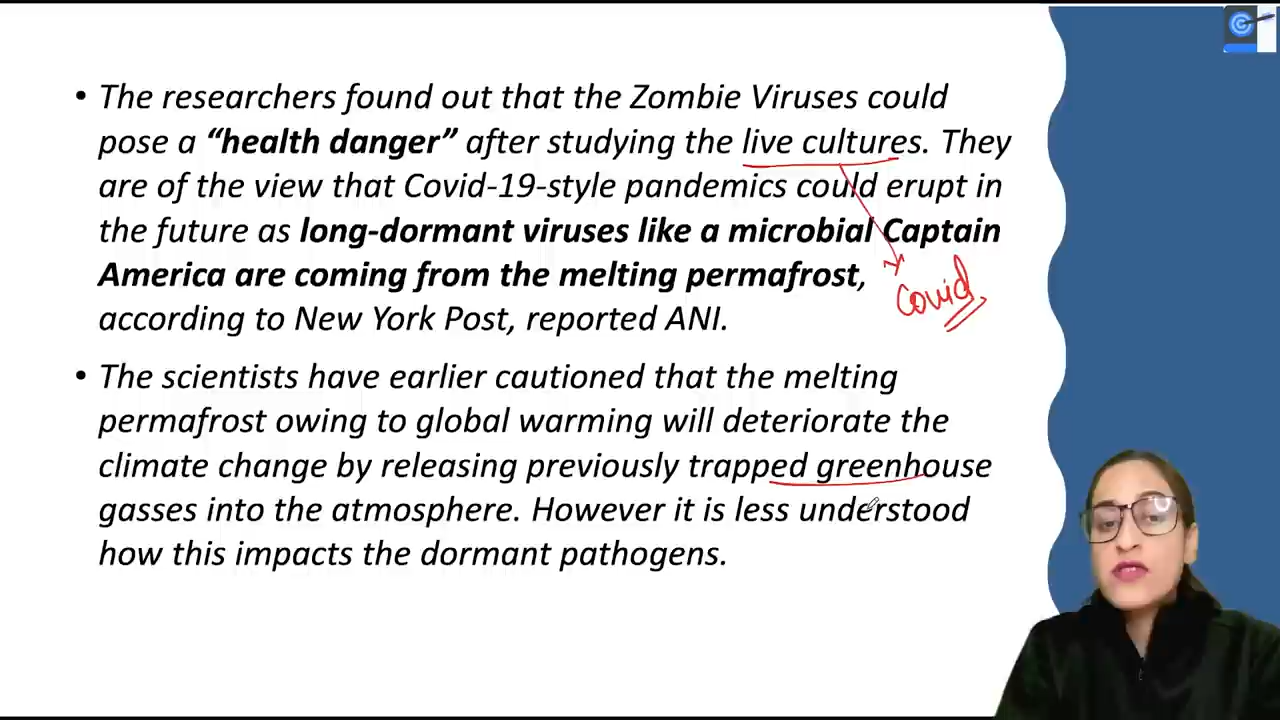 • The researchers found out that the Zombie Viruses could
pose a “health danger” after studying the live cultures. They
are of the view that Covid-19-style pandemics could erupt in
the future as long-dormant viruses like a microbial Captain
America are coming from the melting permafrost,
according to New York Post, reported ANI.
Covid
• The scientists have earlier cautioned that the melting
permafrost owing to global warming will deteriorate the
climate change by releasing previously trapped greenhouse
gasses into the atmosphere. However it is less understood
how this impacts the dormant pathogens.